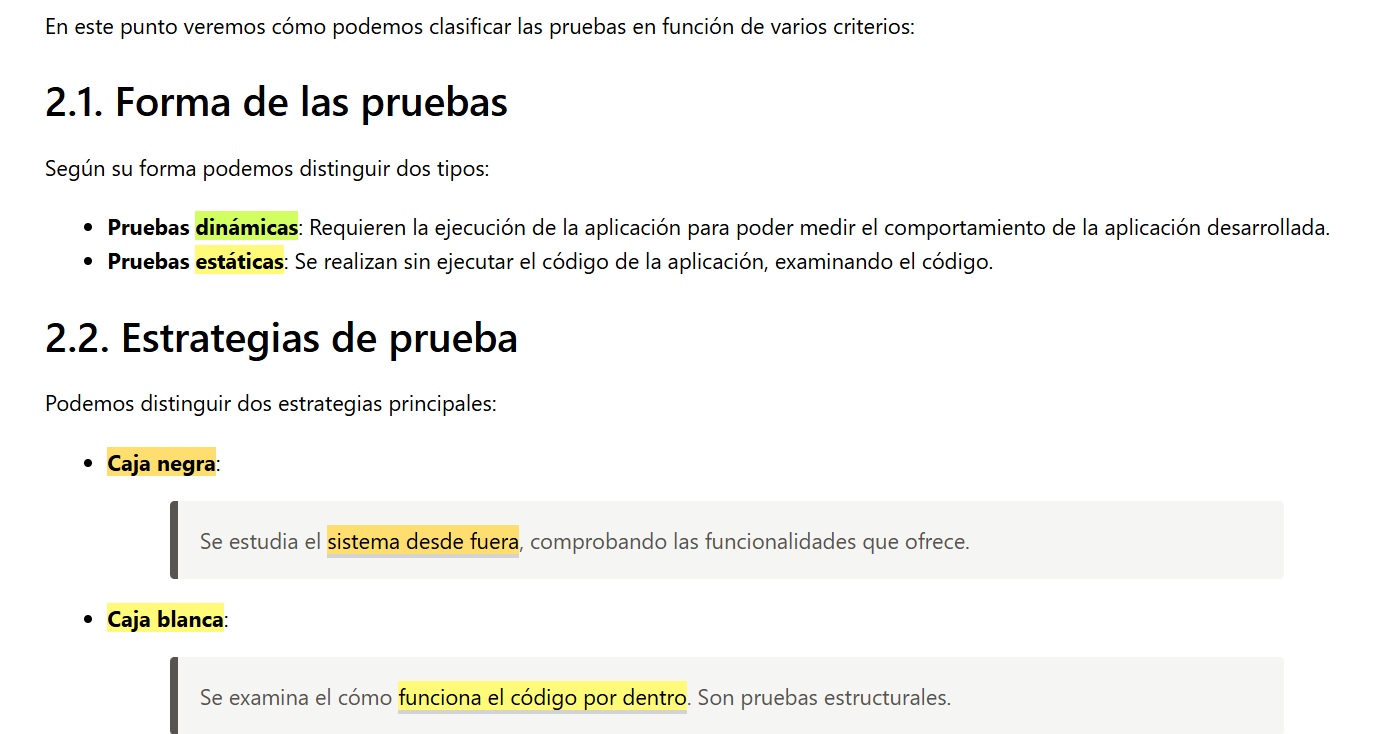 En este punto veremos cómo podemos clasificar las pruebas en función de varios criterios:
2.1. Forma de las pruebas
Según su forma podemos distinguir dos tipos:
• Pruebas dinámicas: Requieren la ejecución de la aplicación para poder medir el comportamiento de la aplicación desarrollada.
• Pruebas estáticas: Se realizan sin ejecutar el código de la aplicación, examinando el código.
2.2. Estrategias de prueba
Podemos distinguir dos estrategias principales:
• Caja negra:
Se estudia el sistema desde fuera, comprobando las funcionalidades que ofrece.
• Caja blanca:
Se examina el cómo funciona el código por dentro. Son pruebas estructurales.